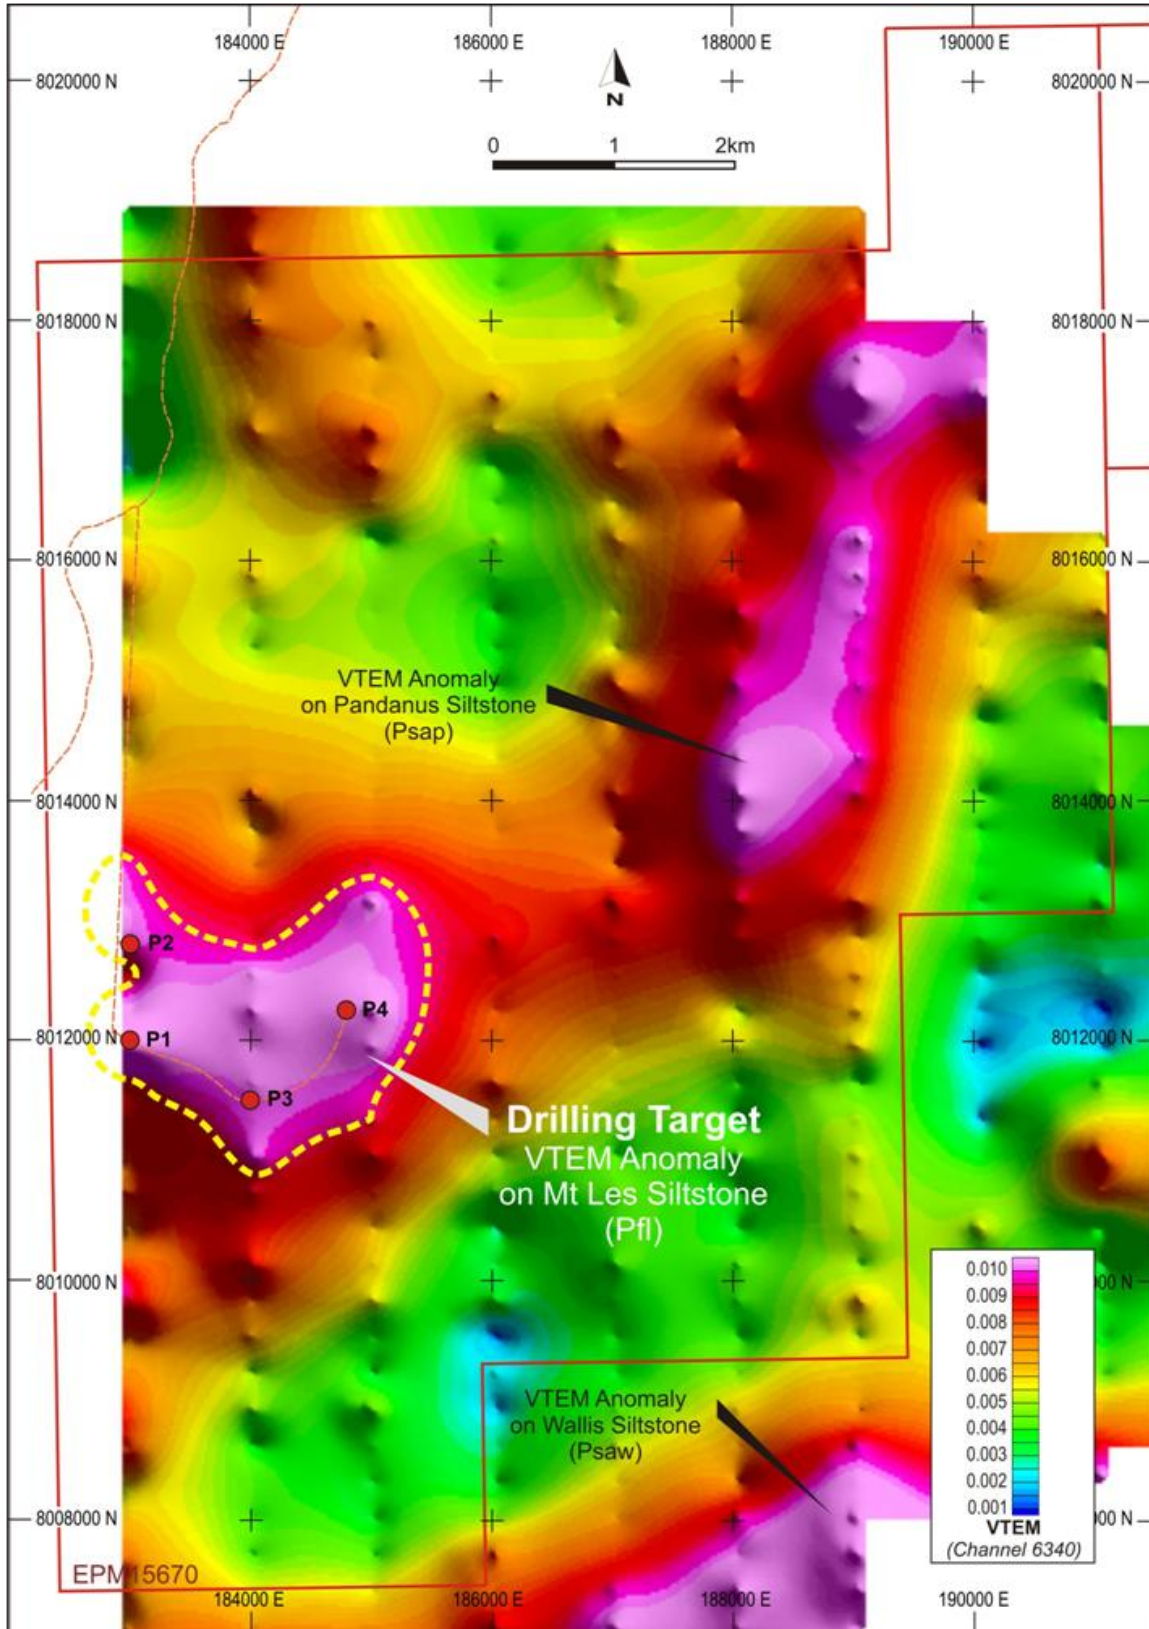 184000 E
186000 E
188000 E
190000 E
8020000 N
8020000 N
N
0 1 2km
8018000 N
8018000 N
8016000 N
8016000 N
VTEM Anomaly
on Pandanus Siltstone
(Psap)
8014000 N
8014000 N
P2
P4
8012000 N
P1
8012000 N
P3
Drilling Target
VTEM Anomaly
on Mt Les Siltstone
(Pfl)
8010000 N
00 N
0.010
0.009
0.008
0.007
0.006
0.005
0.004
0.003
0.002
0.001
VTEM
(Channel 6340)
VTEM Anomaly
on Wallis Siltstone
(Psaw)
8008000 N
000 N
EPM15670
184000 E
186000 E
188000 E
190000 E